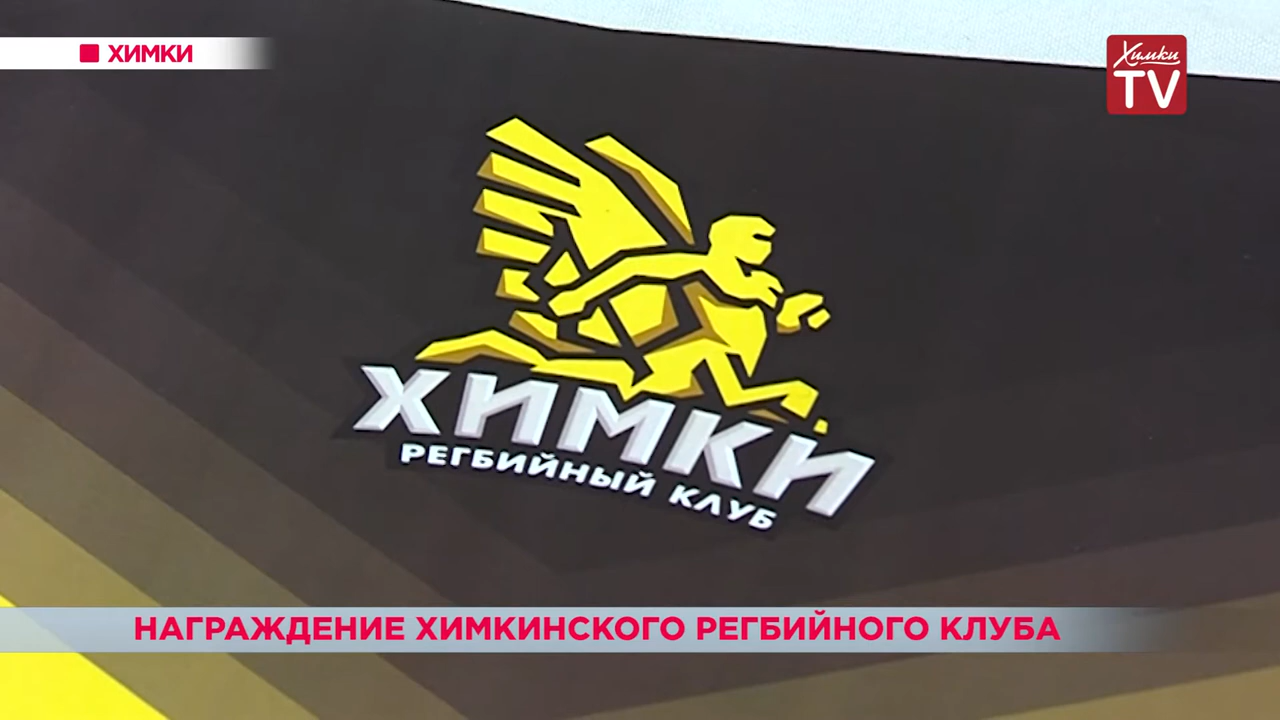 ХИМКИ
Химки
TV
ХИМКИ
РЕГБИЙНЫЙ КЛУБ
НАГРАЖДЕНИЕ ХИМКИНСКОГО РЕГБИЙНОГО КЛУБА